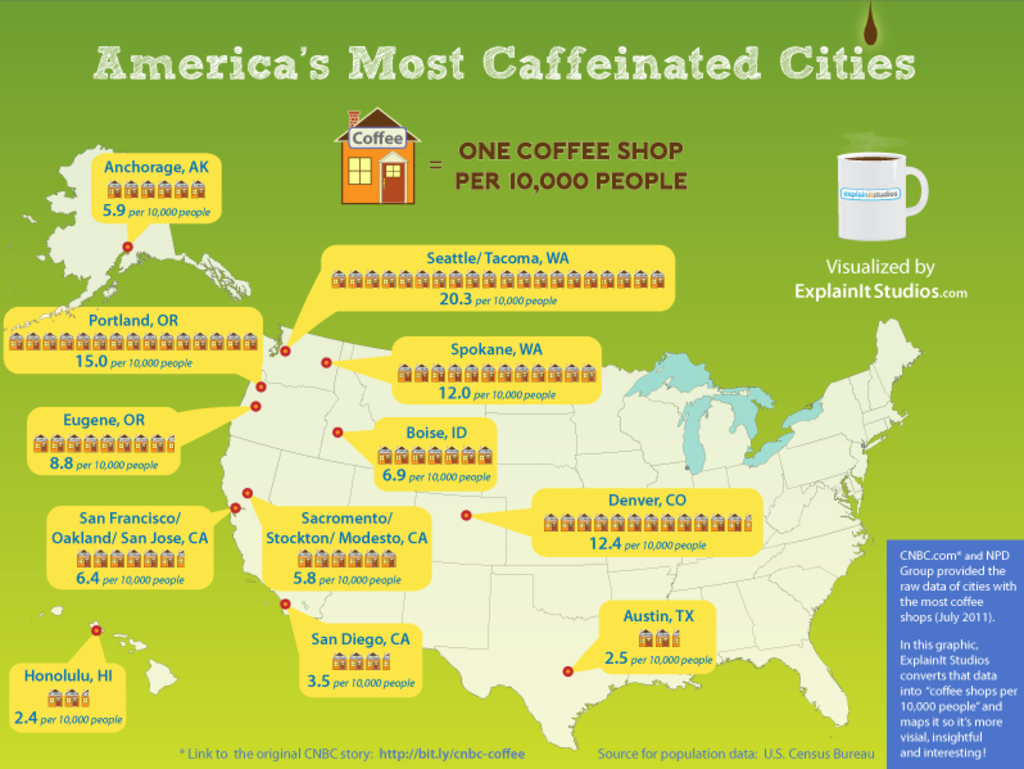 America's Most Caffeinated Cities
Coffee
=
ONE COFFEE SHOP
PER 10,000 PEOPLE
explainitstudios
Visualized by
ExplainItStudios.com
Anchorage, AK
5.9 per 10,000 people
Seattle/ Tacoma, WA
20.3 per 10,000 people
Portland, OR
15.0 per 10,000 people
Spokane, WA
12.0 per 10,000 people
Eugene, OR
8.8 per 10,000 people
Boise, ID
6.9 per 10,000 people
Denver, CO
12.4 per 10,000 people
San Francisco/
Oakland/ San Jose, CA
6.4 per 10,000 people
Sacromento/
Stockton/ Modesto, CA
5.8 per 10,000 people
San Diego, CA
3.5 per 10,000 people
Austin, TX
2.5 per 10,000 people
Honolulu, HI
2.4 per 10,000 people
CNBC.com* and NPD
Group provided the
raw data of cities with
the most coffee
shops (July 2011).
In this graphic,
ExplainIt Studios
converts that data
into "coffee shops per
10,000 people" and
maps it so it's more
visial, insightful
and interesting!
* Link to the original CNBC story: http://bit.ly/cnbc-coffee
Source for population data: U.S. Census Bureau